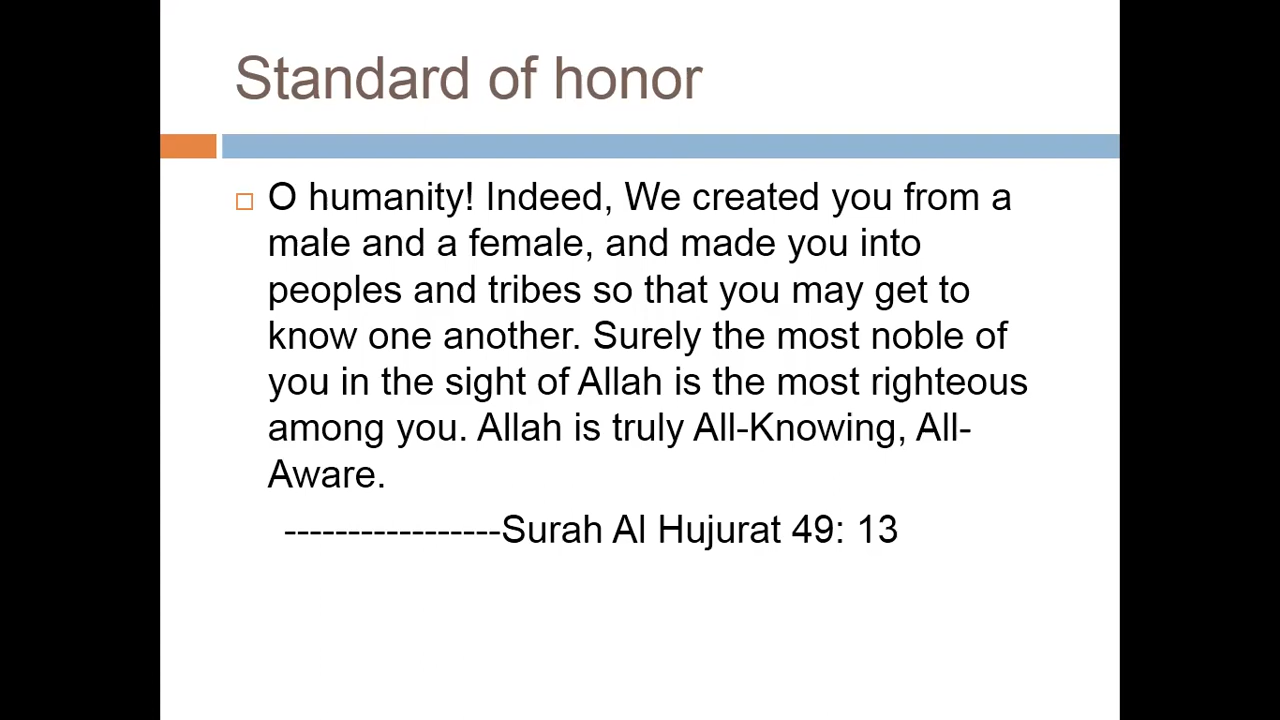 Standard of honor
O humanity! Indeed, We created you from a
male and a female, and made you into
peoples and tribes so that you may get to
know one another. Surely the most noble of
you in the sight of Allah is the most righteous
among you. Allah is truly All-Knowing, All-
Aware.
-----------------Surah Al Hujurat 49: 13